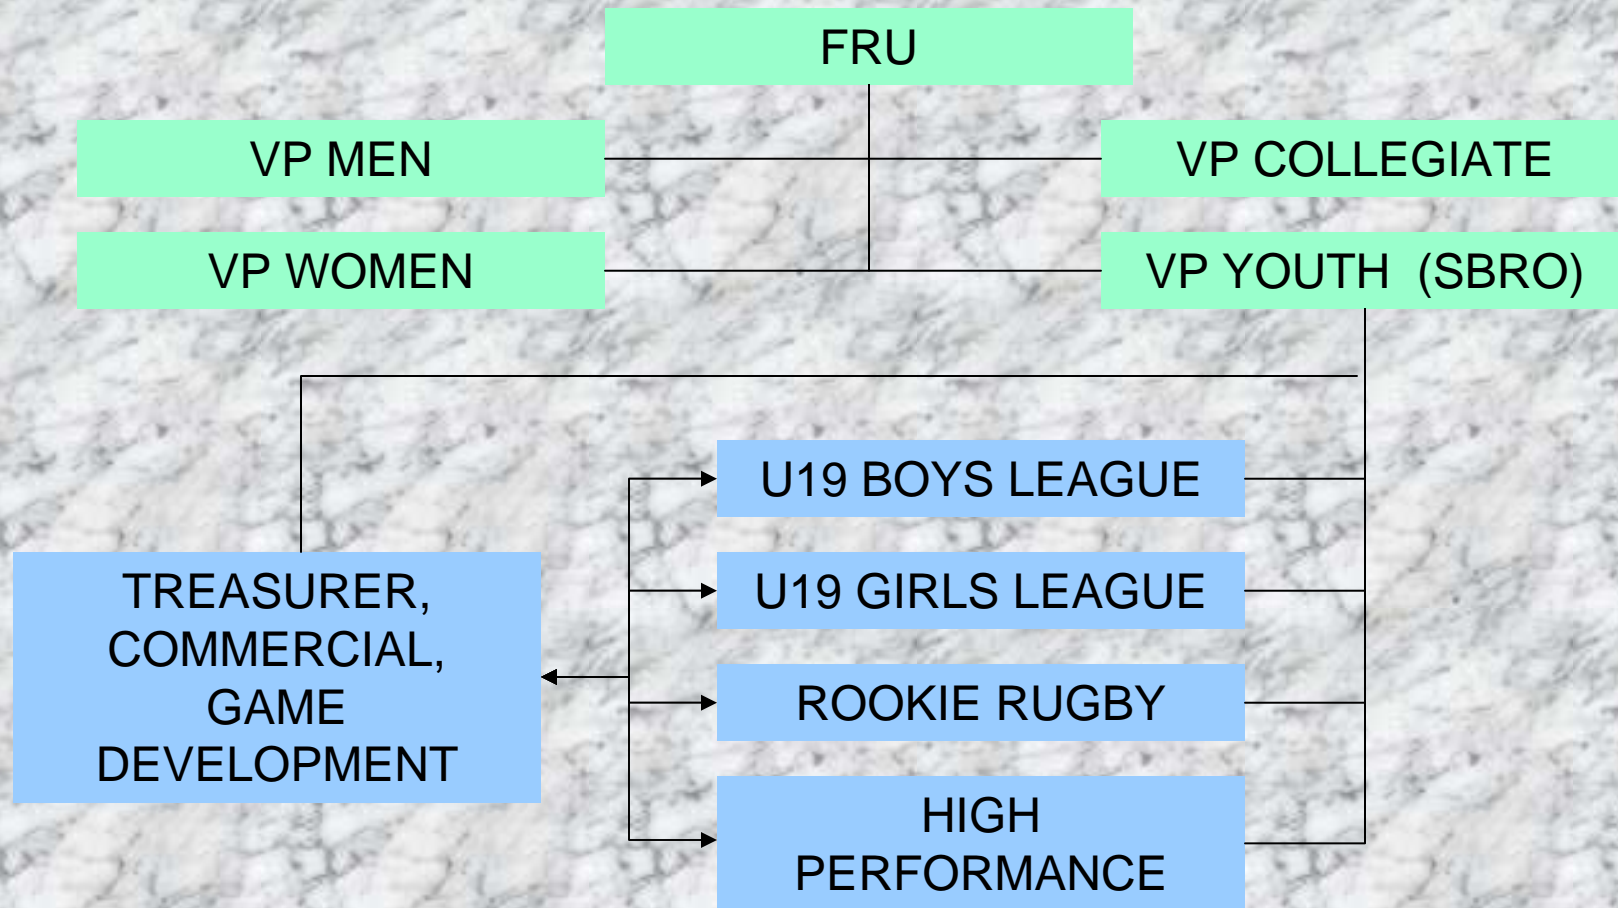 FRU
VP MEN
VP COLLEGIATE
VP WOMEN
VP YOUTH (SBRO)
U19 BOYS LEAGUE
U19 GIRLS LEAGUE
TREASURER,
COMMERCIAL,
GAME
DEVELOPMENT
ROOKIE RUGBY
HIGH
PERFORMANCE